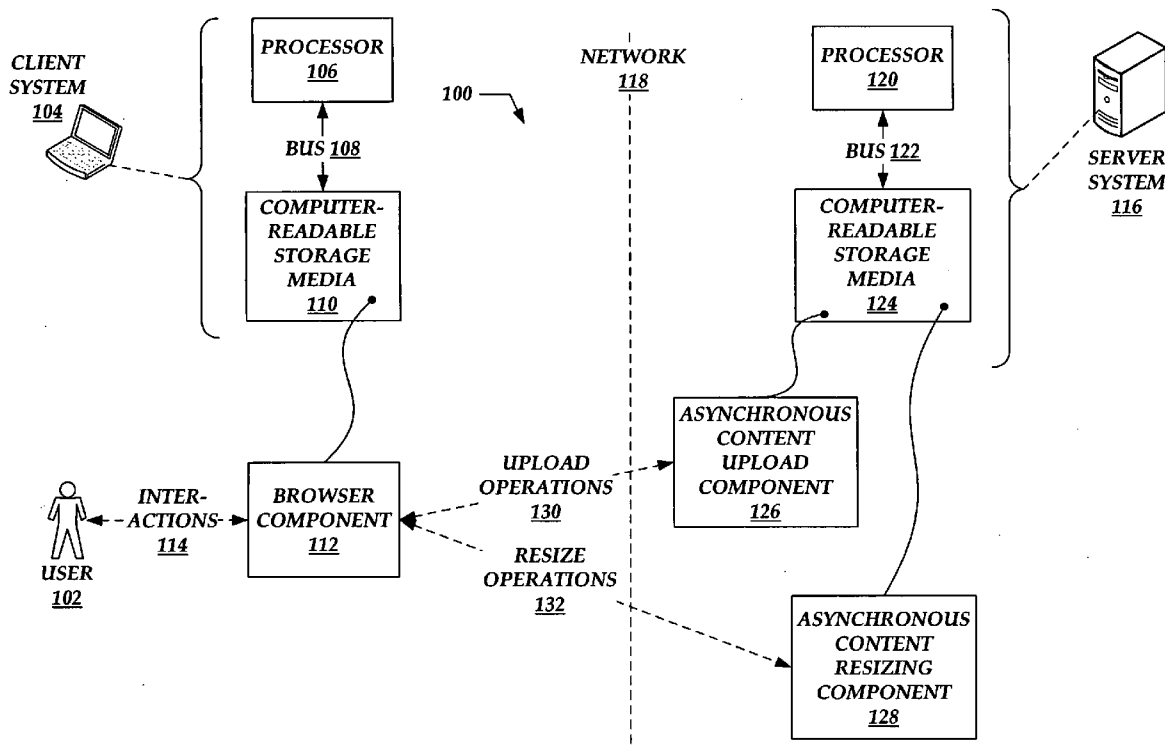 CLIENT
SYSTEM
104
PROCESSOR
106
BUS 108
COMPUTER-
READABLE
STORAGE
MEDIA
110
100
NETWORK
118
PROCESSOR
120
BUS 122
COMPUTER-
READABLE
STORAGE
MEDIA
124
SERVER
SYSTEM
116
USER
102
INTER-
ACTIONS
114
BROWSER
COMPONENT
112
UPLOAD
OPERATIONS
130
RESIZE
OPERATIONS
132
ASYNCHRONOUS
CONTENT
UPLOAD
COMPONENT
126
ASYNCHRONOUS
CONTENT
RESIZING
COMPONENT
128